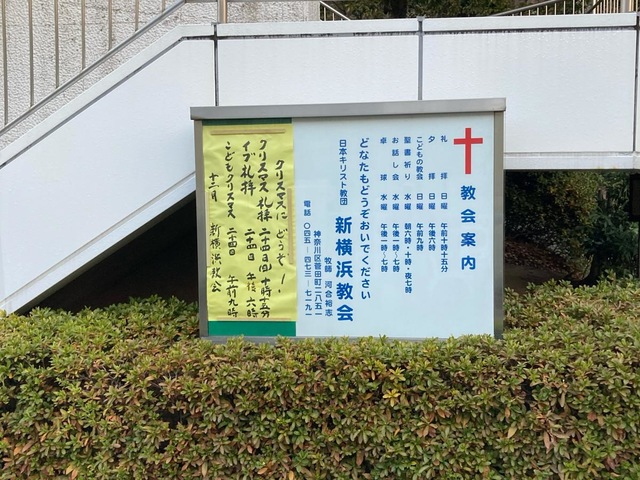 教会案内
礼拝 日曜 午前十時十五分
夕拝 日曜 午後六時
こどもの教会 日曜 午前九時
聖書祈り 水曜 朝六時・十時・夜七時
お話し会 水曜 午後一時〜七時
卓球 水曜 午後一時〜七時
どなたもどうぞおいでください
日本キリスト教団 新横浜教会
牧師 河合裕志
神奈川区菅田町二八五一
電話 〇四五―四七三―七一九一
クリスマスに どうぞ!
クリスマス礼拝 二十四日(日)十時十五分
イブ礼拝 二十四日 午後 六時
こどもクリスマス 二十四日 午前九時
十二月 新横浜教会